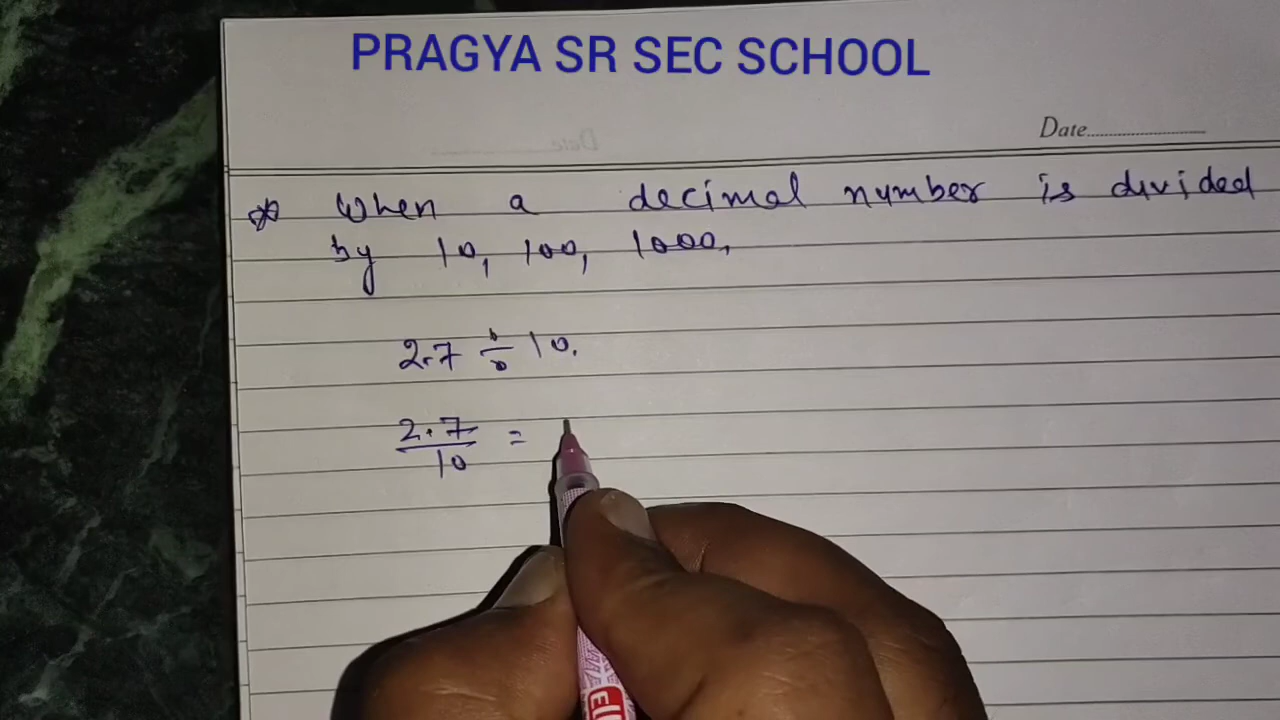 PRAGYA SR SEC SCHOOL
Date
* When a decimal number is divided
by 10, 100, 1000,
2.7 ÷ 10.
2.7/10 =